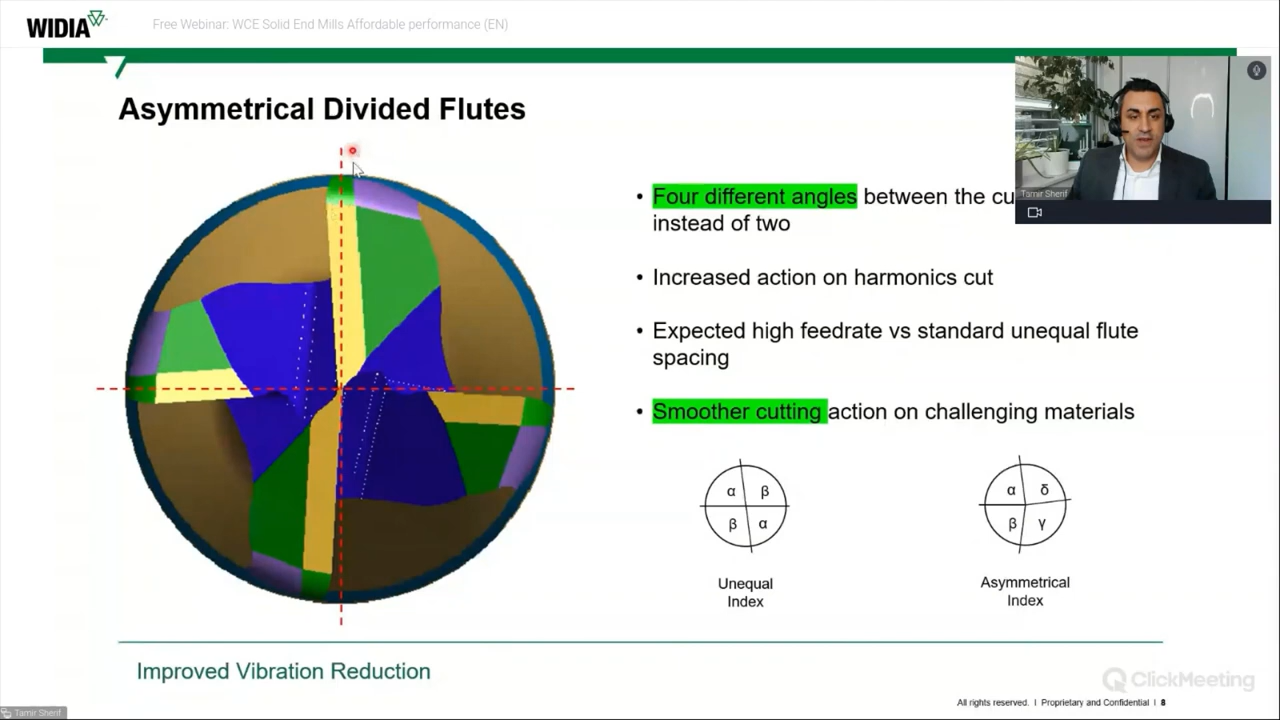 WIDIA
Free Webinar: WCE Solid End Mills Affordable performance (EN)
Asymmetrical Divided Flutes
Tamir Sherif
• Four different angles between the cu
instead of two
• Increased action on harmonics cut
• Expected high feedrate vs standard unequal flute
spacing
• Smoother cutting action on challenging materials
α β
β α
Unequal
Index
α δ
β γ
Asymmetrical
Index
Improved Vibration Reduction
ClickMeeting
All rights reserved. I Proprietary and Confidential I 8
Tamir Sherif